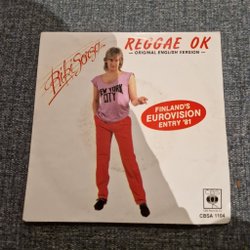 REGGAE OK
— ORIGINAL ENGLISH VERSION —
Riki Sorsa
NEW YORK
CITY
FINLAND'S
EUROVISION
ENTRY '81
CBS
CBSA 1104